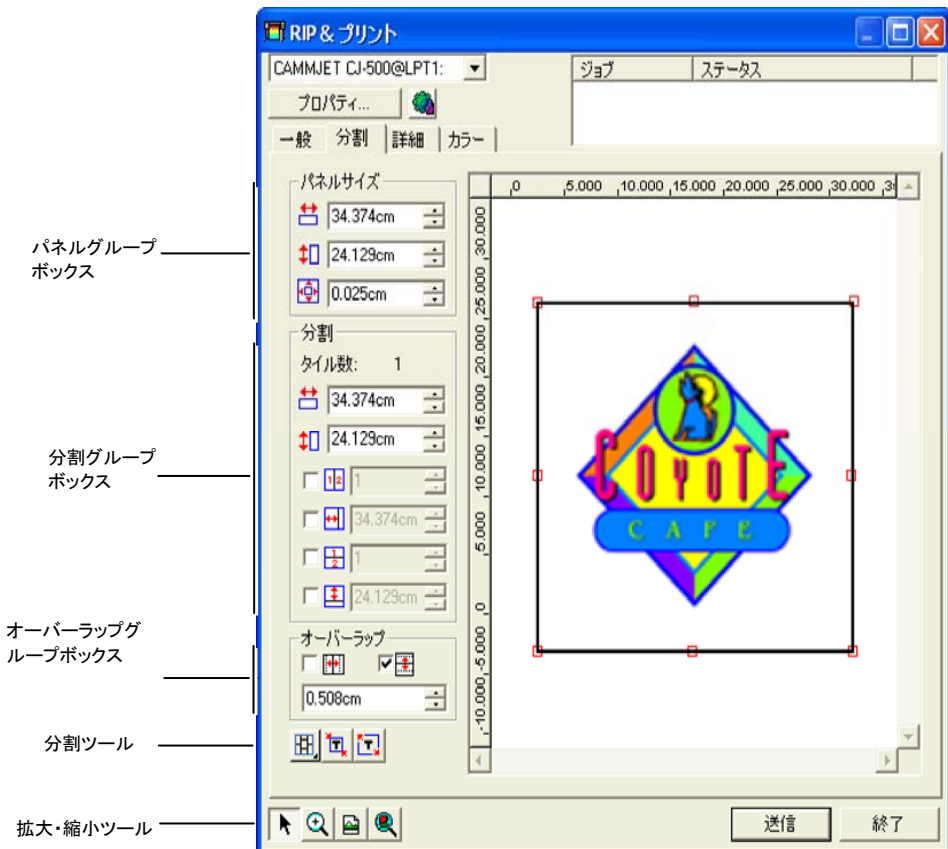 RIP & プリント
CAMMJET CJ-500@LPT1:
ジョブ ステータス
プロパティ...
一般 分割 詳細 カラー
パネルサイズ
34.374cm
24.129cm
0.025cm
分割
タイル数: 1
34.374cm
24.129cm
1 2 1
34.374cm
1 2 1
24.129cm
オーバーラップ
0.508cm
0 5.000 10.000 15.000 20.000 25.000 30.000
30.000
25.000
20.000
15.000
10.000
5.000
0
-5.000
-10.000
COYOTE
CAFE
送信 終了
パネルグループ
ボックス
分割グループ
ボックス
オーバーラップグ
ループボックス
分割ツール
拡大・縮小ツール